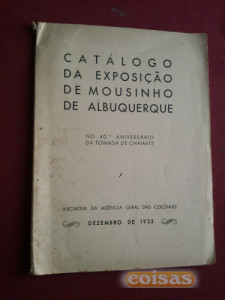 CATÁLOGO
DA EXPOSIÇÃO
DE MOUSINHO
DE ALBUQUERQUE
NO 40.º ANIVERSÁRIO
DA TOMADA DE CHAIMITE
INICIATIVA DA AGÊNCIA GERAL DAS COLÓNIAS
DEZEMBRO DE 1935
coisas